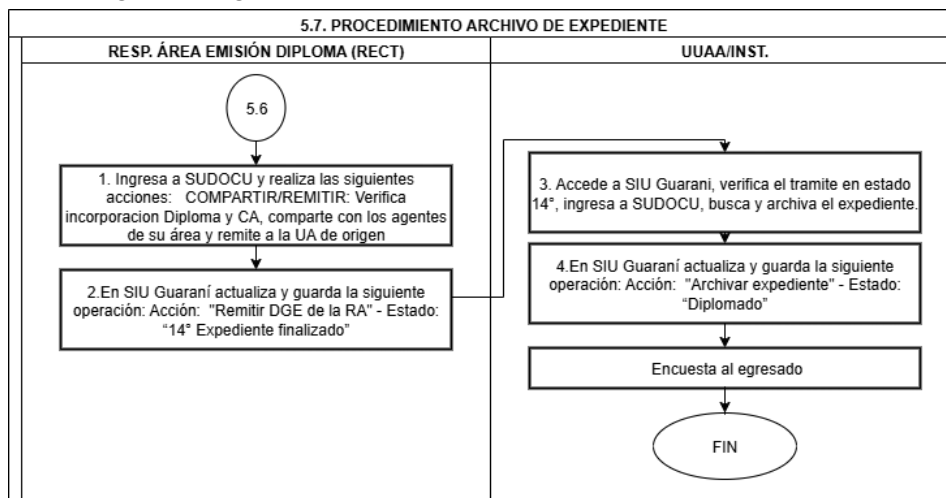 5.7. PROCEDIMIENTO ARCHIVO DE EXPEDIENTE
RESP. ÁREA EMISIÓN DIPLOMA (RECT)
UUAA/INST.
5.6
1. Ingresa a SUDOCU y realiza las siguientes
acciones: COMPARTIR/REMITIR: Verifica
incorporacion Diploma y CA, comparte con los agentes
de su área y remite a la UA de origen
2.En SIU Guaraní actualiza y guarda la siguiente
operación: Acción: "Remitir DGE de la RA" - Estado:
“14° Expediente finalizado”
3. Accede a SIU Guarani, verifica el tramite en estado
14°, ingresa a SUDOCU, busca y archiva el expediente.
4.En SIU Guaraní actualiza y guarda la siguiente
operación: Acción: "Archivar expediente" - Estado:
“Diplomado”
Encuesta al egresado
FIN